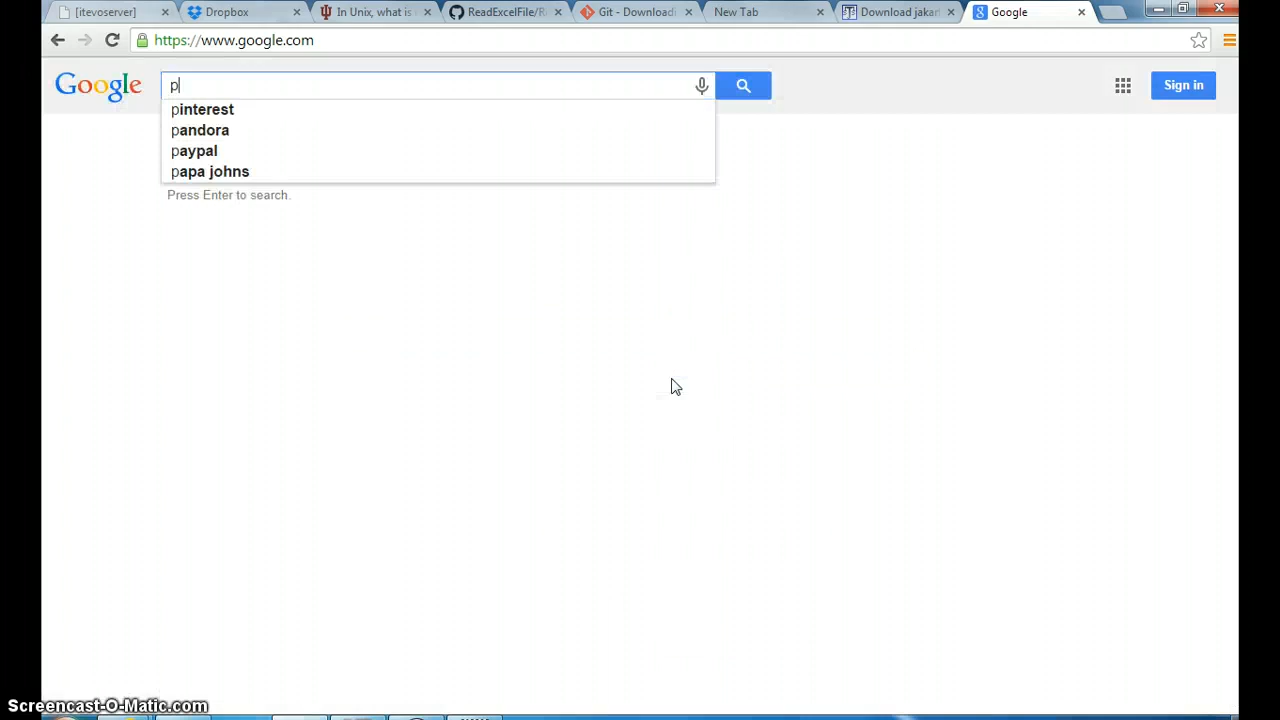 [itevoserver]
Dropbox
In Unix, what is
ReadExcelFile/R
Git - Downloadi
New Tab
Download jakar
Google
https://www.google.com
Google
p
Sign in
pinterest
pandora
paypal
papa johns
Press Enter to search.
Screencast-O-Matic.com